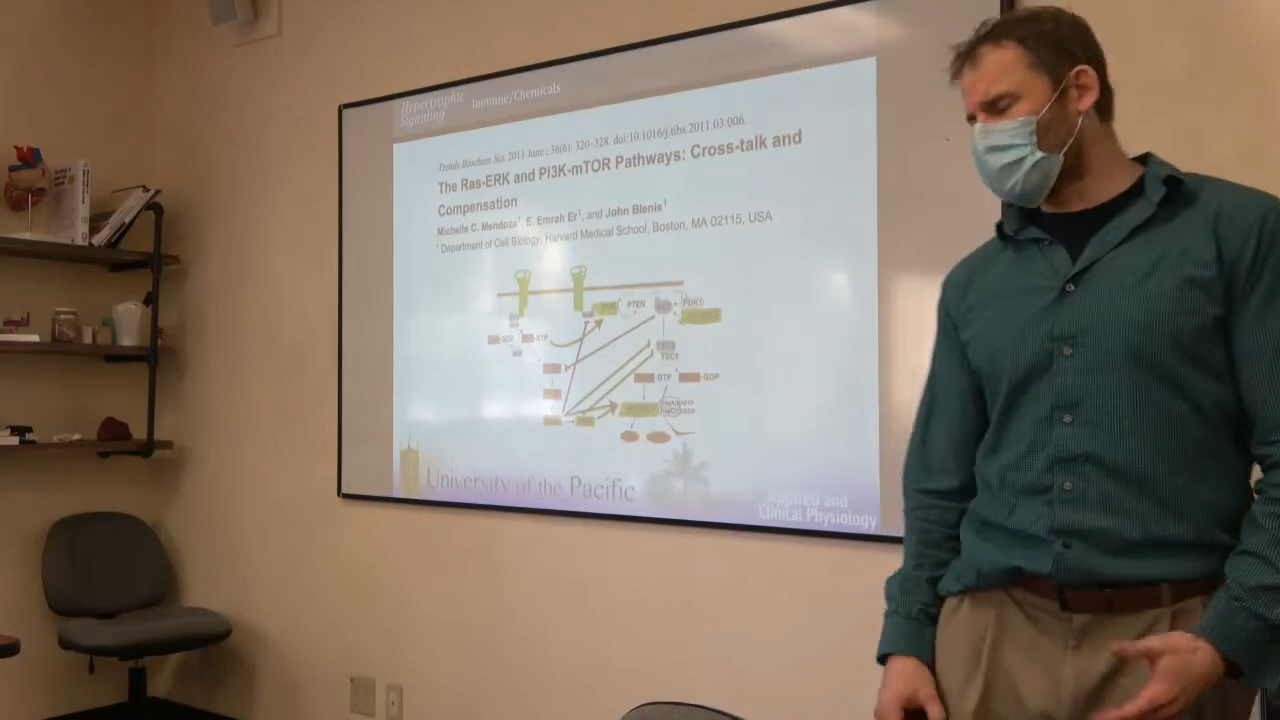 Hypertrophic
Signaling
Immune/Chemicals
Trends Biochem Sci. 2011 June ; 36(6): 320–328. doi:10.1016/j.tibs.2011.03.006.
The Ras-ERK and PI3K-mTOR Pathways: Cross-talk and
Compensation
Michelle C. Mendoza1, E. Emrah Er1, and John Blenis1
1 Department of Cell Biology, Harvard Medical School, Boston, MA 02115, USA
PTEN
PDK1
-GDP
-GTP
TSC2
TSC1
-GTP
-GDP
University of the Pacific
Applied and
Clinical Physiology